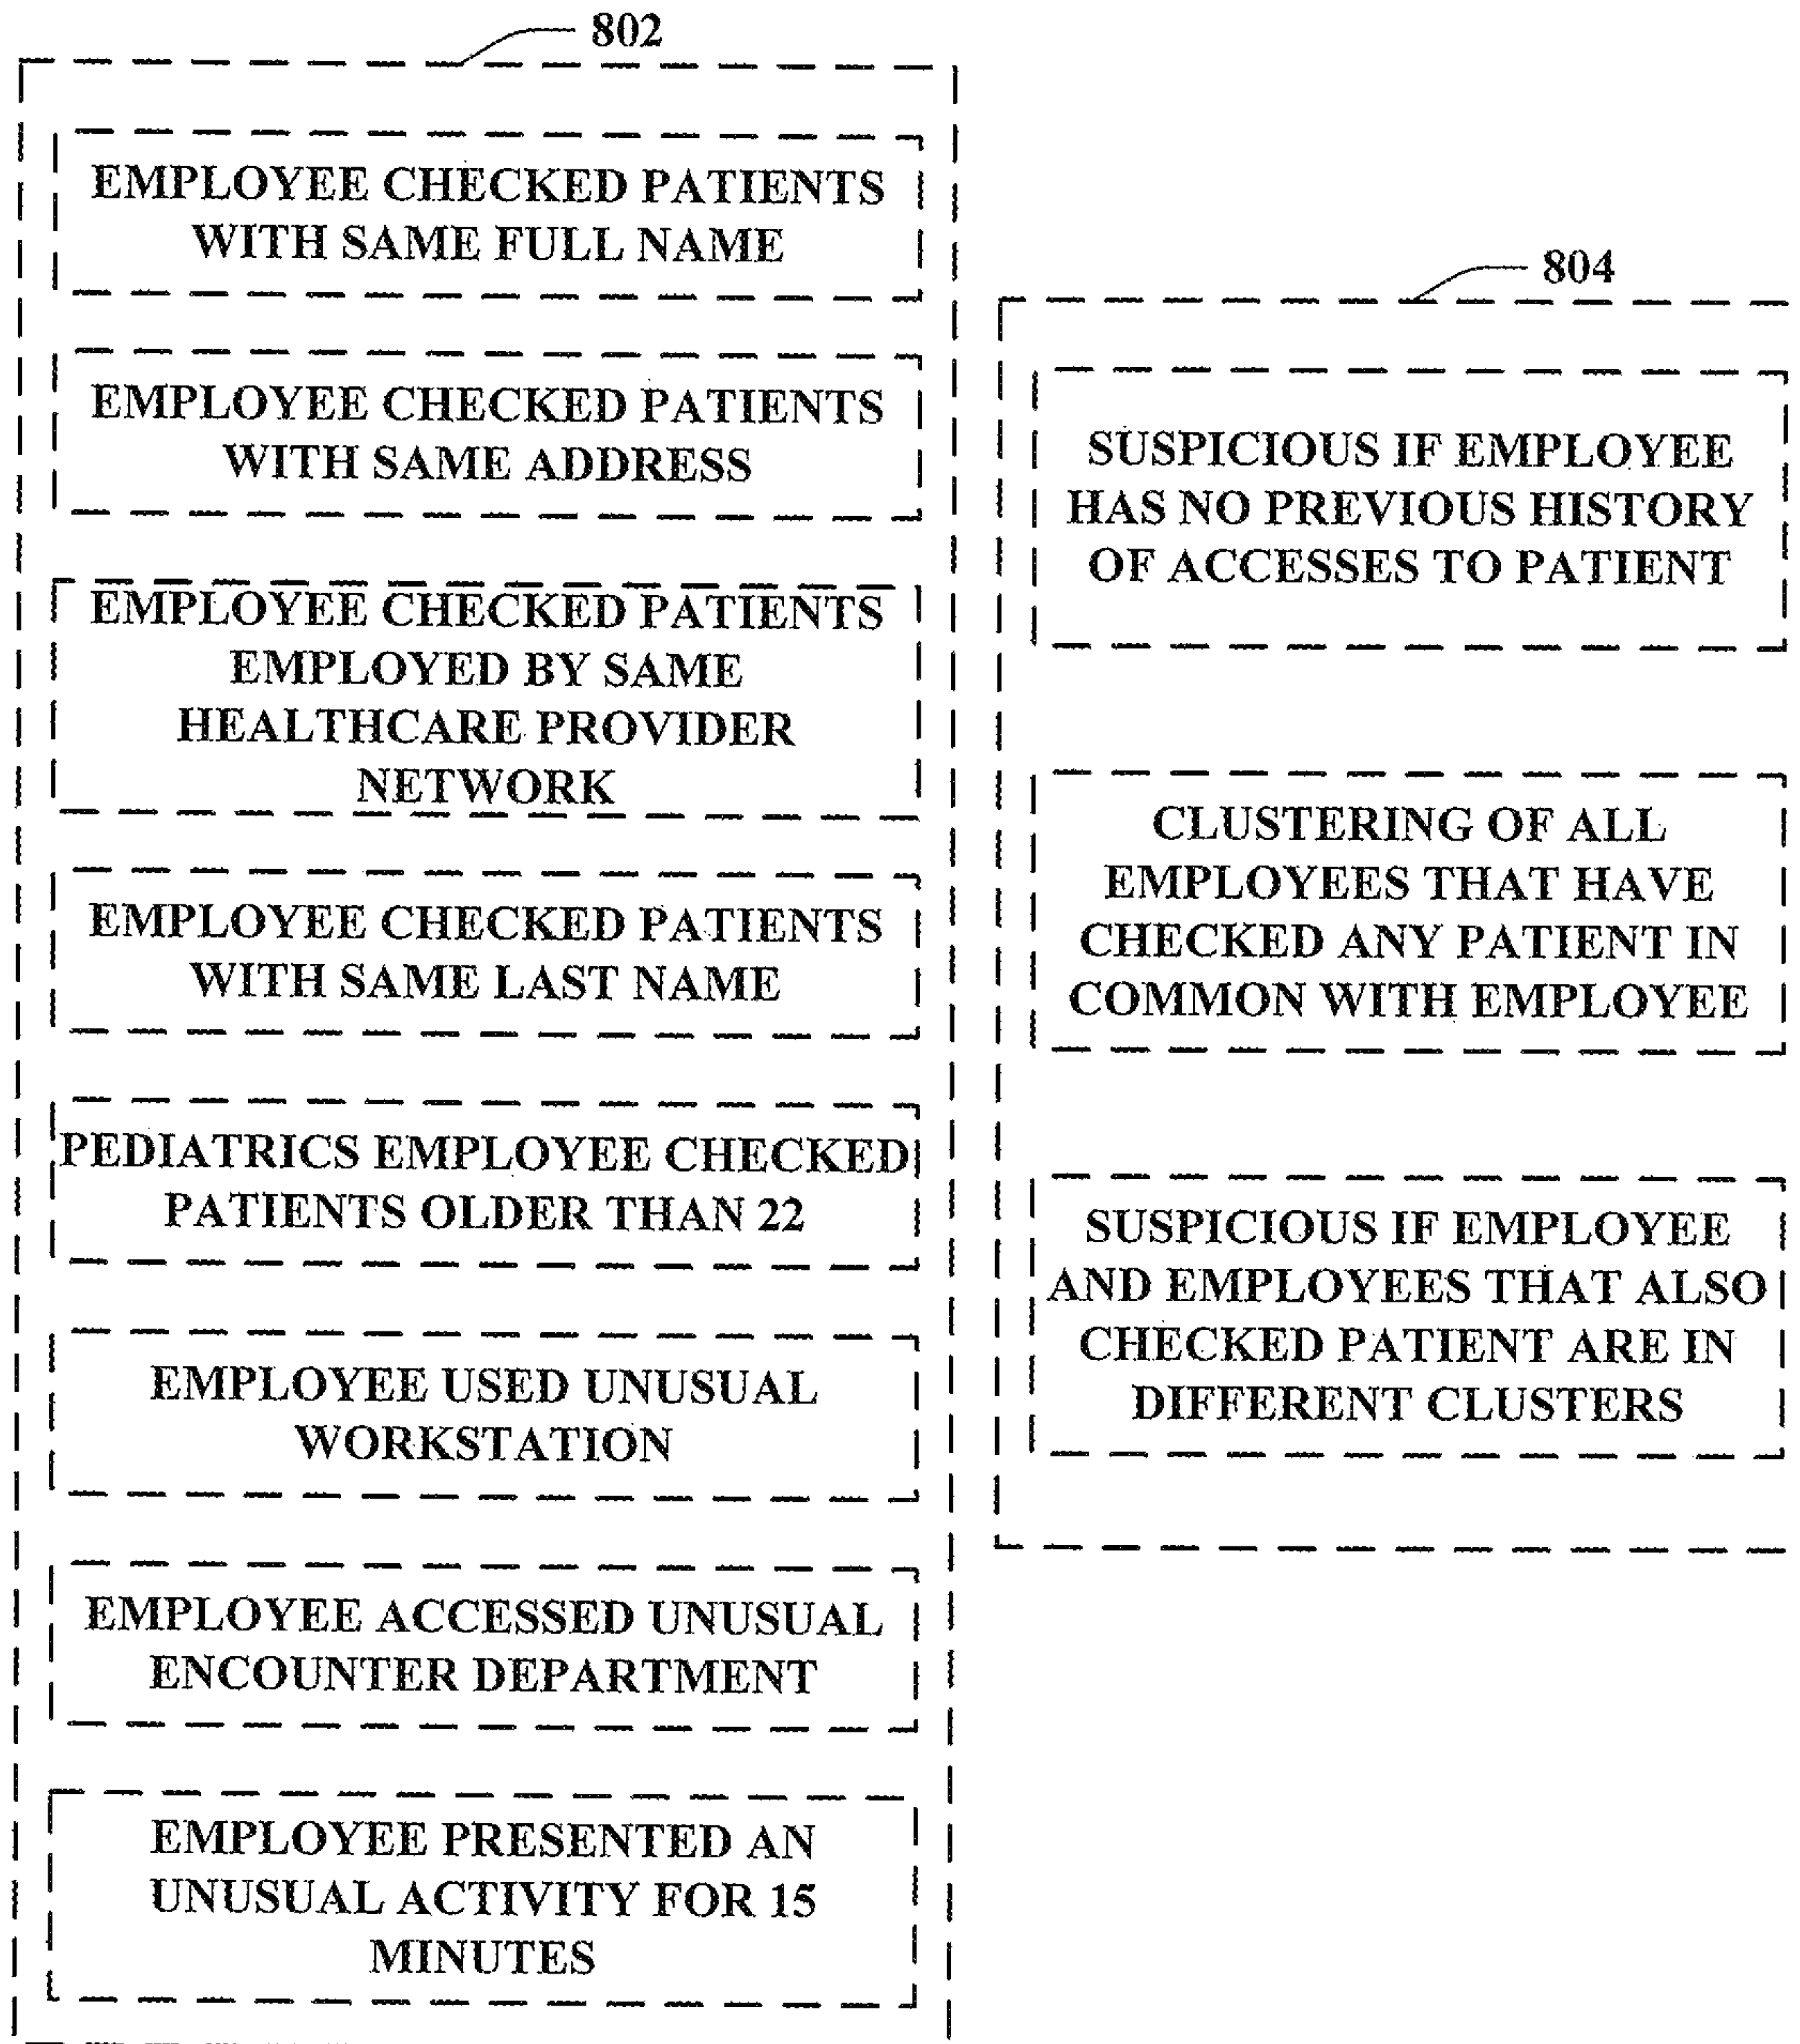 802
EMPLOYEE CHECKED PATIENTS
WITH SAME FULL NAME
EMPLOYEE CHECKED PATIENTS
WITH SAME ADDRESS
EMPLOYEE CHECKED PATIENTS
EMPLOYED BY SAME
HEALTHCARE PROVIDER
NETWORK
EMPLOYEE CHECKED PATIENTS
WITH SAME LAST NAME
PEDIATRICS EMPLOYEE CHECKED
PATIENTS OLDER THAN 22
EMPLOYEE USED UNUSUAL
WORKSTATION
EMPLOYEE ACCESSED UNUSUAL
ENCOUNTER DEPARTMENT
EMPLOYEE PRESENTED AN
UNUSUAL ACTIVITY FOR 15
MINUTES
804
SUSPICIOUS IF EMPLOYEE
HAS NO PREVIOUS HISTORY
OF ACCESSES TO PATIENT
CLUSTERING OF ALL
EMPLOYEES THAT HAVE
CHECKED ANY PATIENT IN
COMMON WITH EMPLOYEE
SUSPICIOUS IF EMPLOYEE
AND EMPLOYEES THAT ALSO
CHECKED PATIENT ARE IN
DIFFERENT CLUSTERS